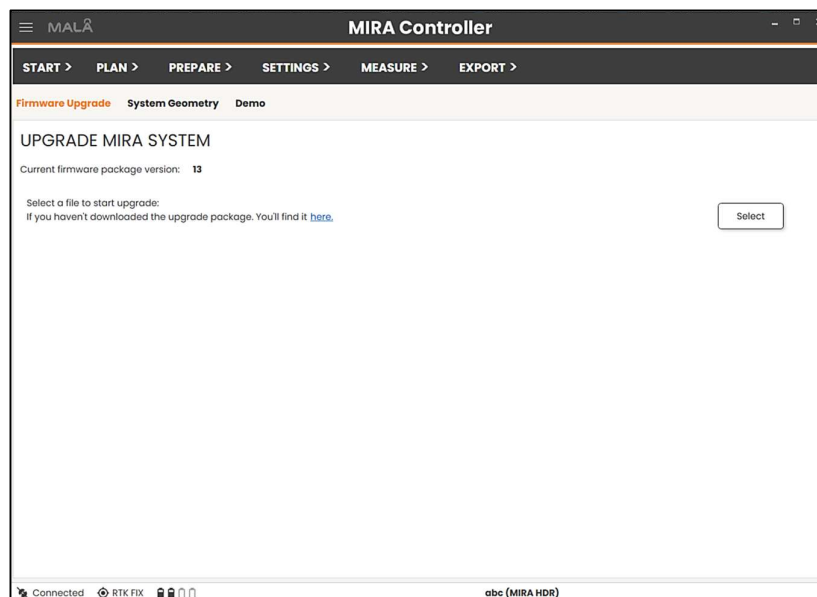 MALÅ
MIRA Controller
START > PLAN > PREPARE > SETTINGS > MEASURE > EXPORT >
Firmware Upgrade System Geometry Demo
UPGRADE MIRA SYSTEM
Current firmware package version: 13
Select a file to start upgrade:
If you haven't downloaded the upgrade package. You'll find it here.
Select
Connected RTK FIX abc (MIRA HDR)